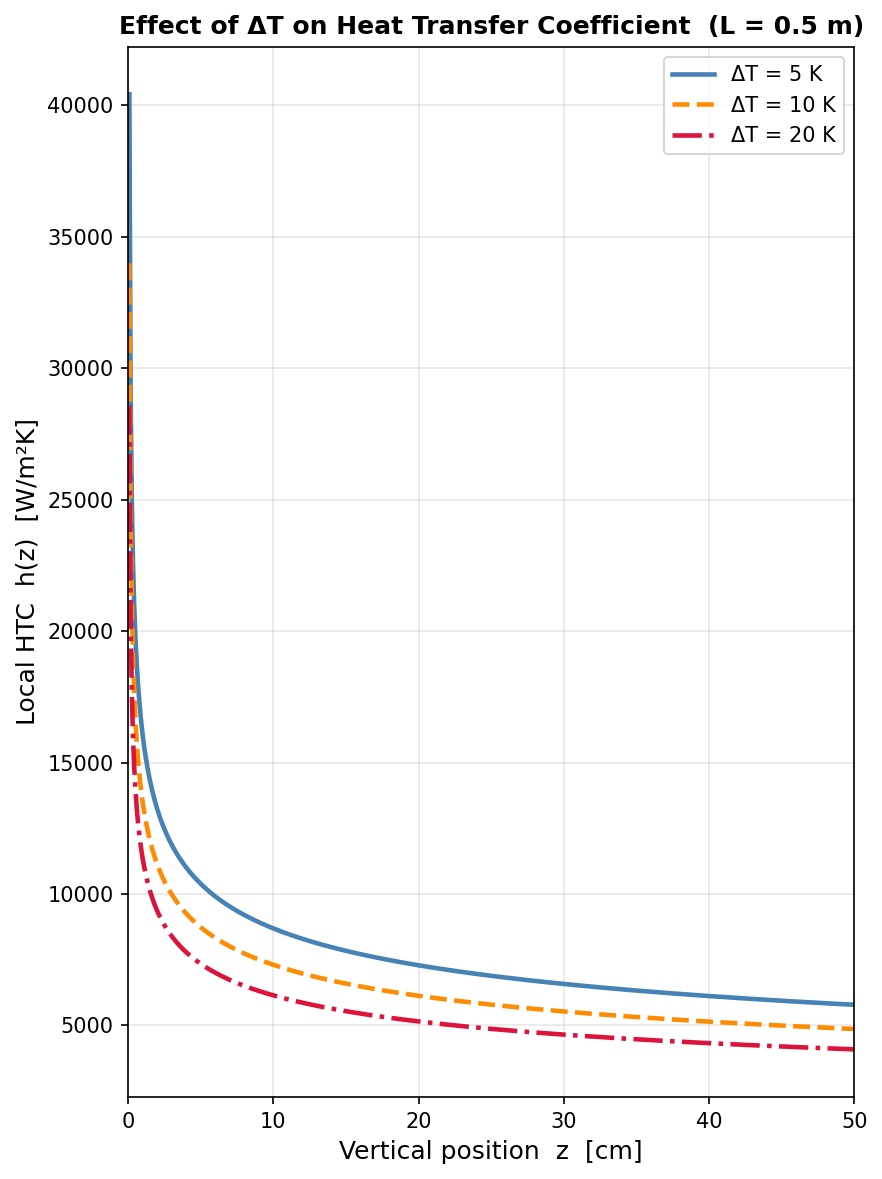 Effect of ΔT on Heat Transfer Coefficient  (L = 0.5 m)
ΔT = 5 K
ΔT = 10 K
ΔT = 20 K
Local HTC  h(z)  [W/m²K]
40000
35000
30000
25000
20000
15000
10000
5000
0 10 20 30 40 50
Vertical position  z  [cm]